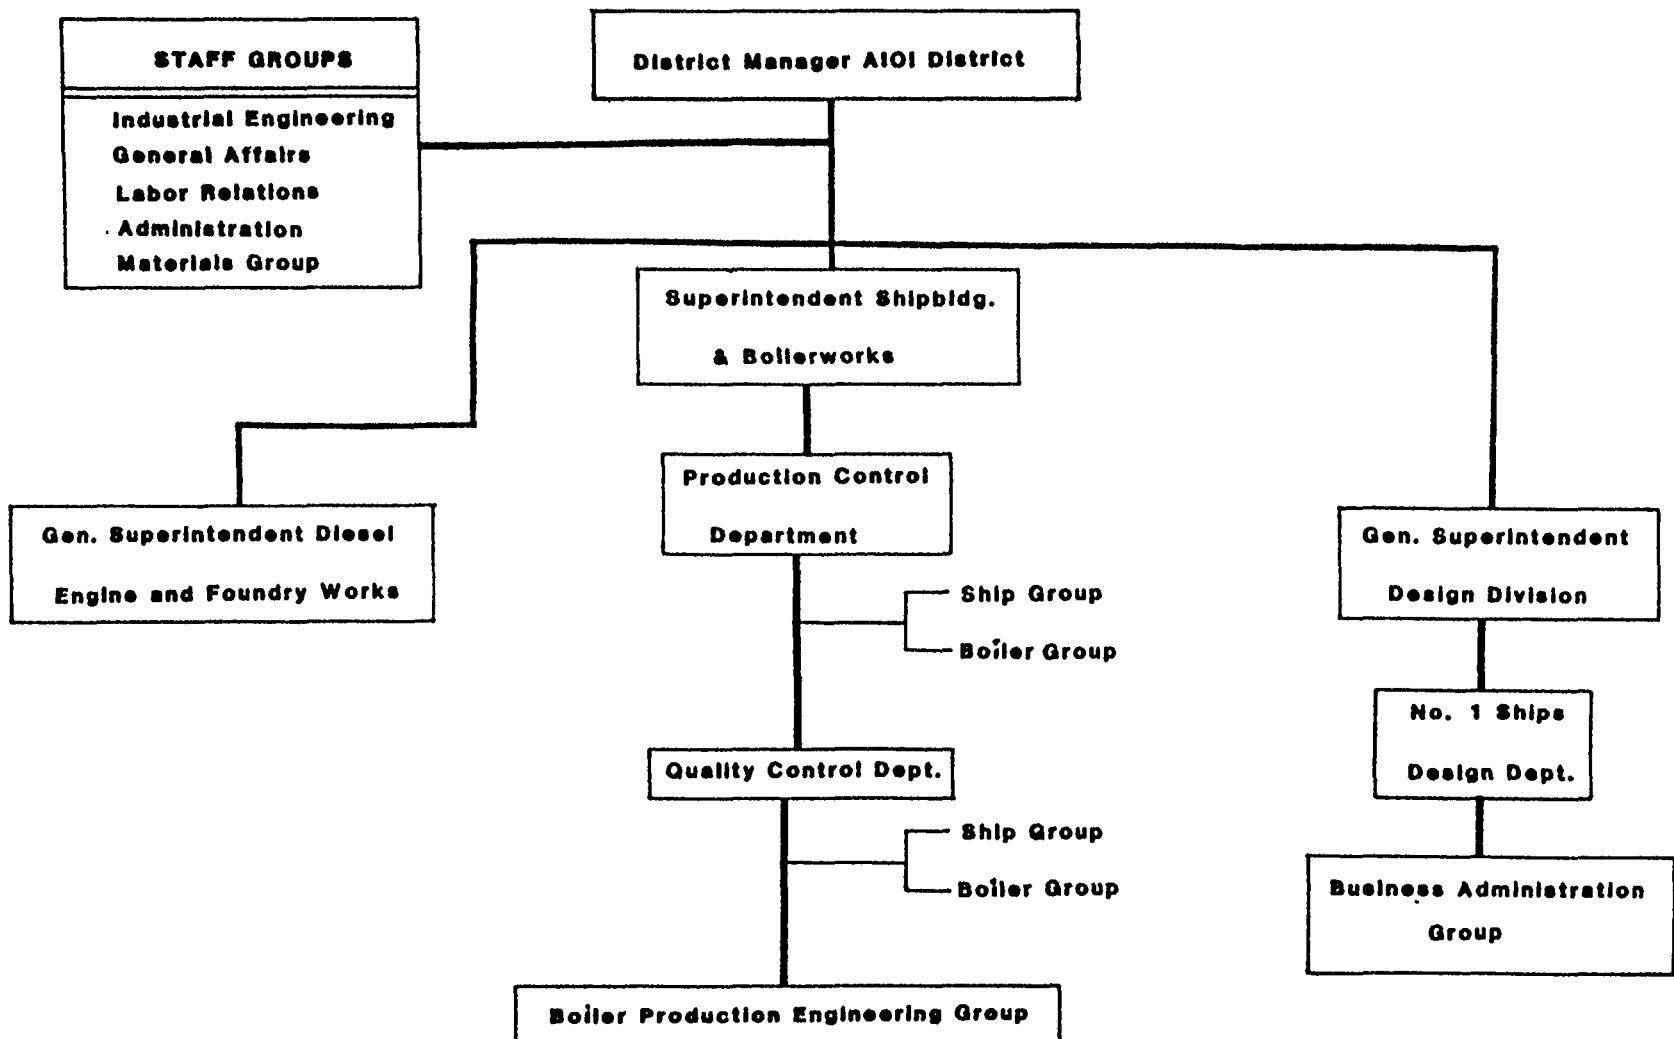 STAFF GROUPS
Industrial Engineering
General Affairs
Labor Relations
Administration
Materials Group
District Manager AIOI District
Superintendent Shipbldg.
& Boilerworks
Production Control
Department
Gen. Superintendent Diesel
Engine and Foundry Works
Gen. Superintendent
Design Division
Ship Group
Boiler Group
No. 1 Ships
Design Dept.
Quality Control Dept.
Ship Group
Boiler Group
Business Administration
Group
Boiler Production Engineering Group